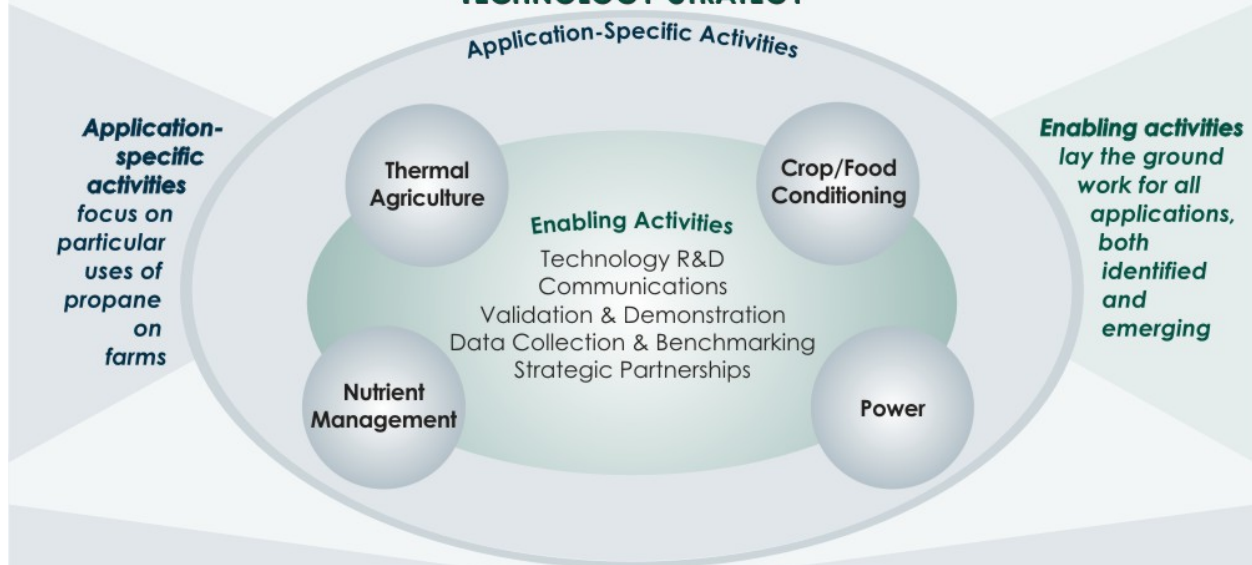 TECHNOLOGY STRATEGY
Application-Specific Activities
Application-
specific
activities
focus on
particular
uses of
propane
on
farms
Thermal
Agriculture
Crop/Food
Conditioning
Enabling Activities
Technology R&D
Communications
Validation & Demonstration
Data Collection & Benchmarking
Strategic Partnerships
Nutrient
Management
Power
Enabling activities
lay the ground
work for all
applications,
both
identified
and
emerging